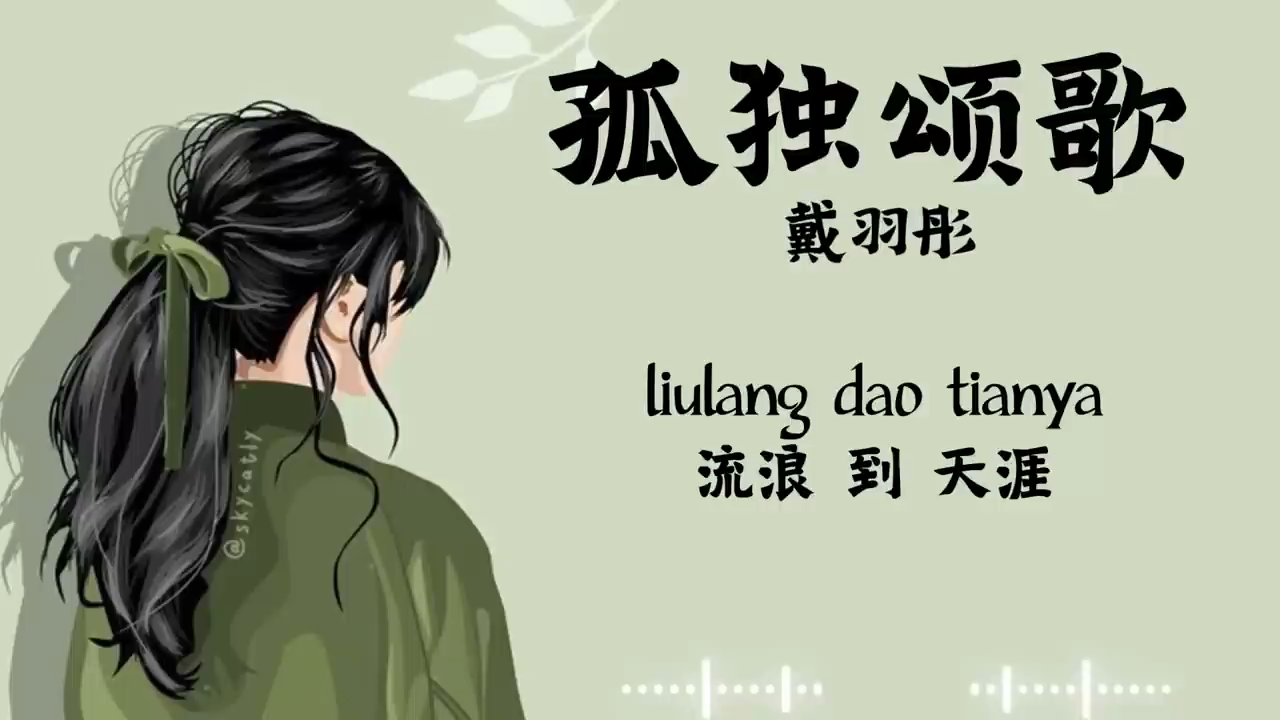 孤独颂歌
戴羽彤
liulang dao tianya
流浪 到 天涯
@skycatly